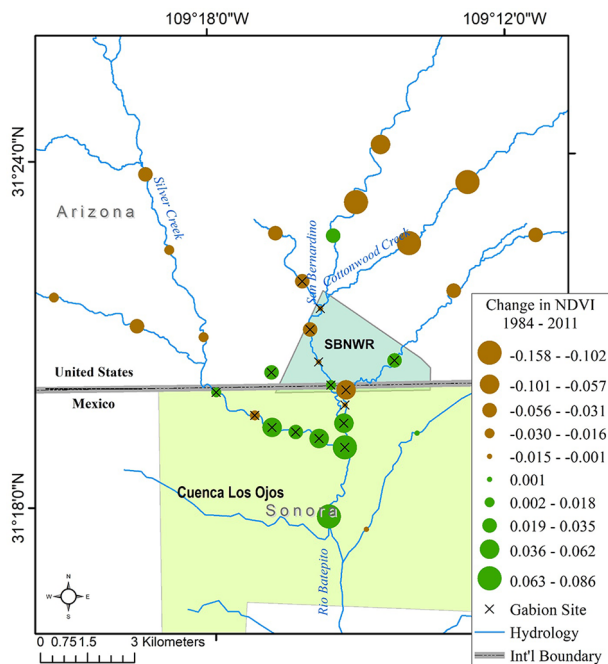 109°18'0"W
109°12'0"W
31°24'0"N
Silver Creek
Arizona
San Bernardino
Cottonwood Creek
SBNWR
United States
Mexico
Cuenca Los Ojos
Sonora
31°18'0"N
Rio Batepito
N
W E
S
0 0.75 1.5 3 Kilometers
Change in NDVI
1984 - 2011
-0.158 - -0.102
-0.101 - -0.057
-0.056 - -0.031
-0.030 - -0.016
-0.015 - -0.001
0.001
0.002 - 0.018
0.019 - 0.035
0.036 - 0.062
0.063 - 0.086
Gabion Site
Hydrology
Int'l Boundary